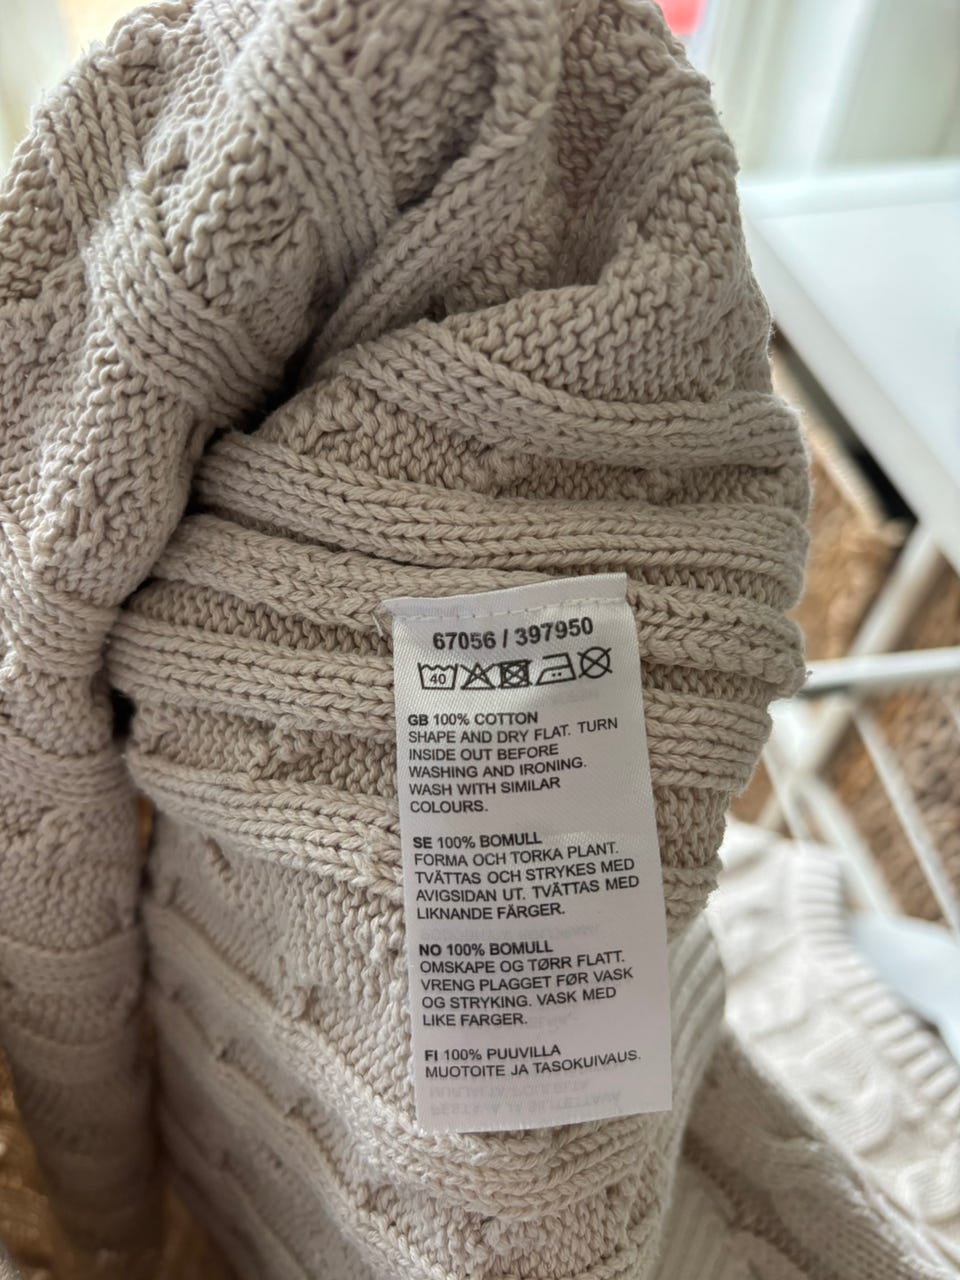 67056 / 397950
40
GB 100% COTTON
SHAPE AND DRY FLAT. TURN
INSIDE OUT BEFORE
WASHING AND IRONING.
WASH WITH SIMILAR
COLOURS.
SE 100% BOMULL
FORMA OCH TORKA PLANT.
TVÄTTAS OCH STRYKES MED
AVIGSIDAN UT. TVÄTTAS MED
LIKNANDE FÄRGER.
NO 100% BOMULL
OMSKAPE OG TØRR FLATT.
VRENG PLAGGET FØR VASK
OG STRYKING. VASK MED
LIKE FARGER.
FI 100% PUUVILLA
MUOTOITE JA TASOKUIVAUS.